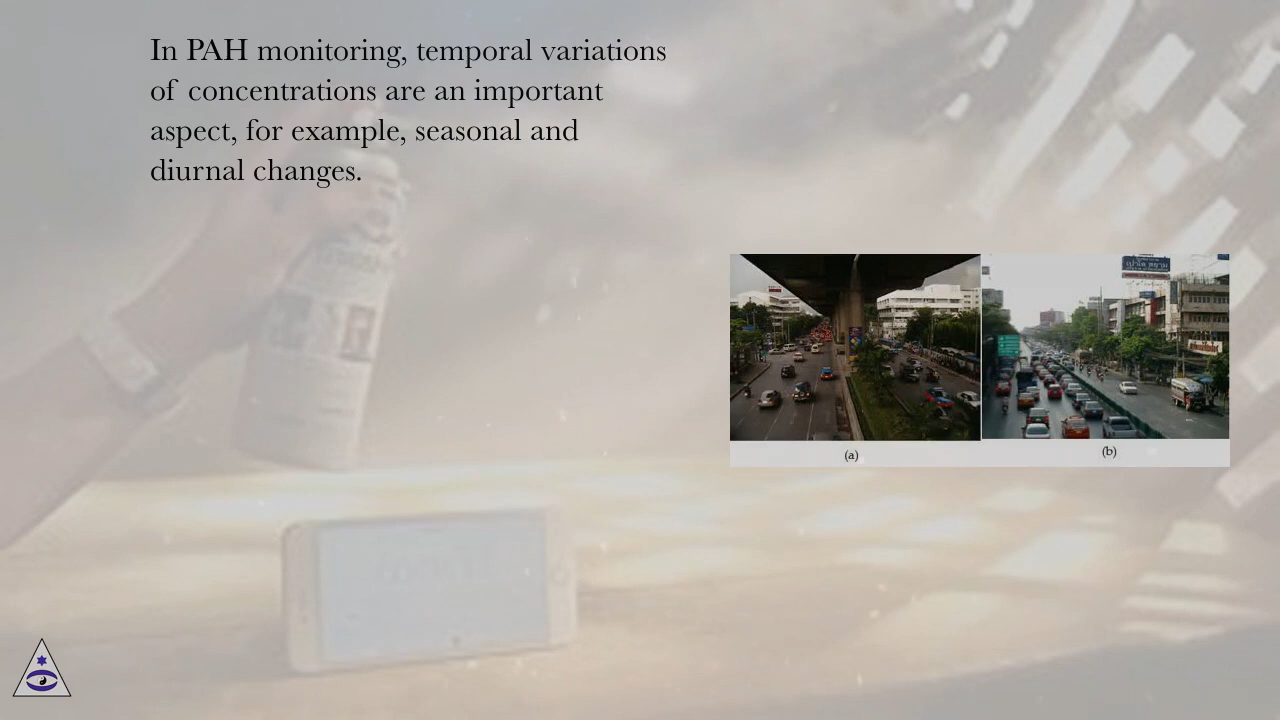 In PAH monitoring, temporal variations
of concentrations are an important
aspect, for example, seasonal and
diurnal changes.
(a)
(b)